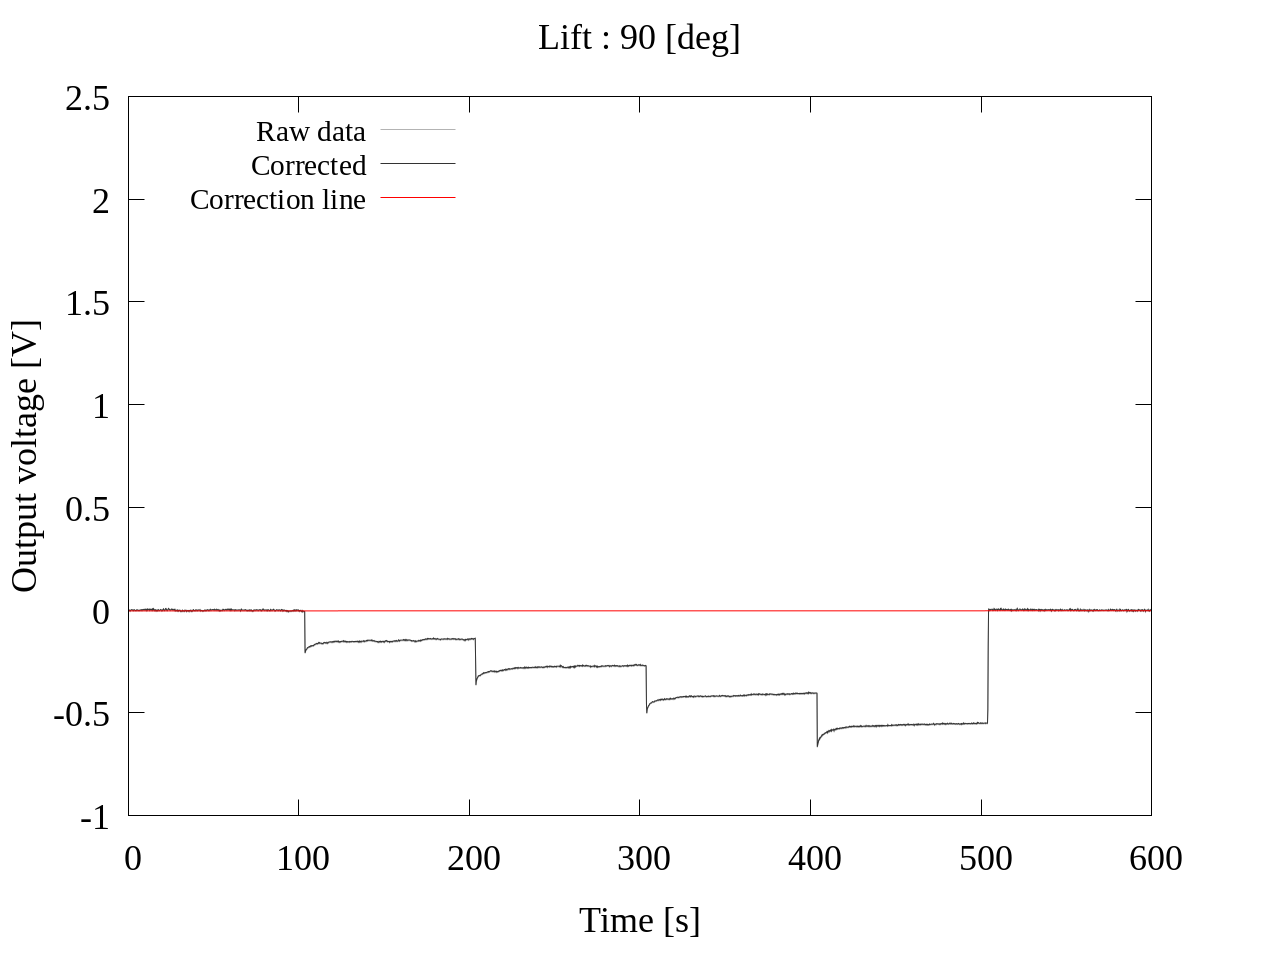 Lift : 90 [deg]
2.5
2
1.5
1
0.5
0
-0.5
-1
Output voltage [V]
Raw data
Corrected
Correction line
0 100 200 300 400 500 600
Time [s]